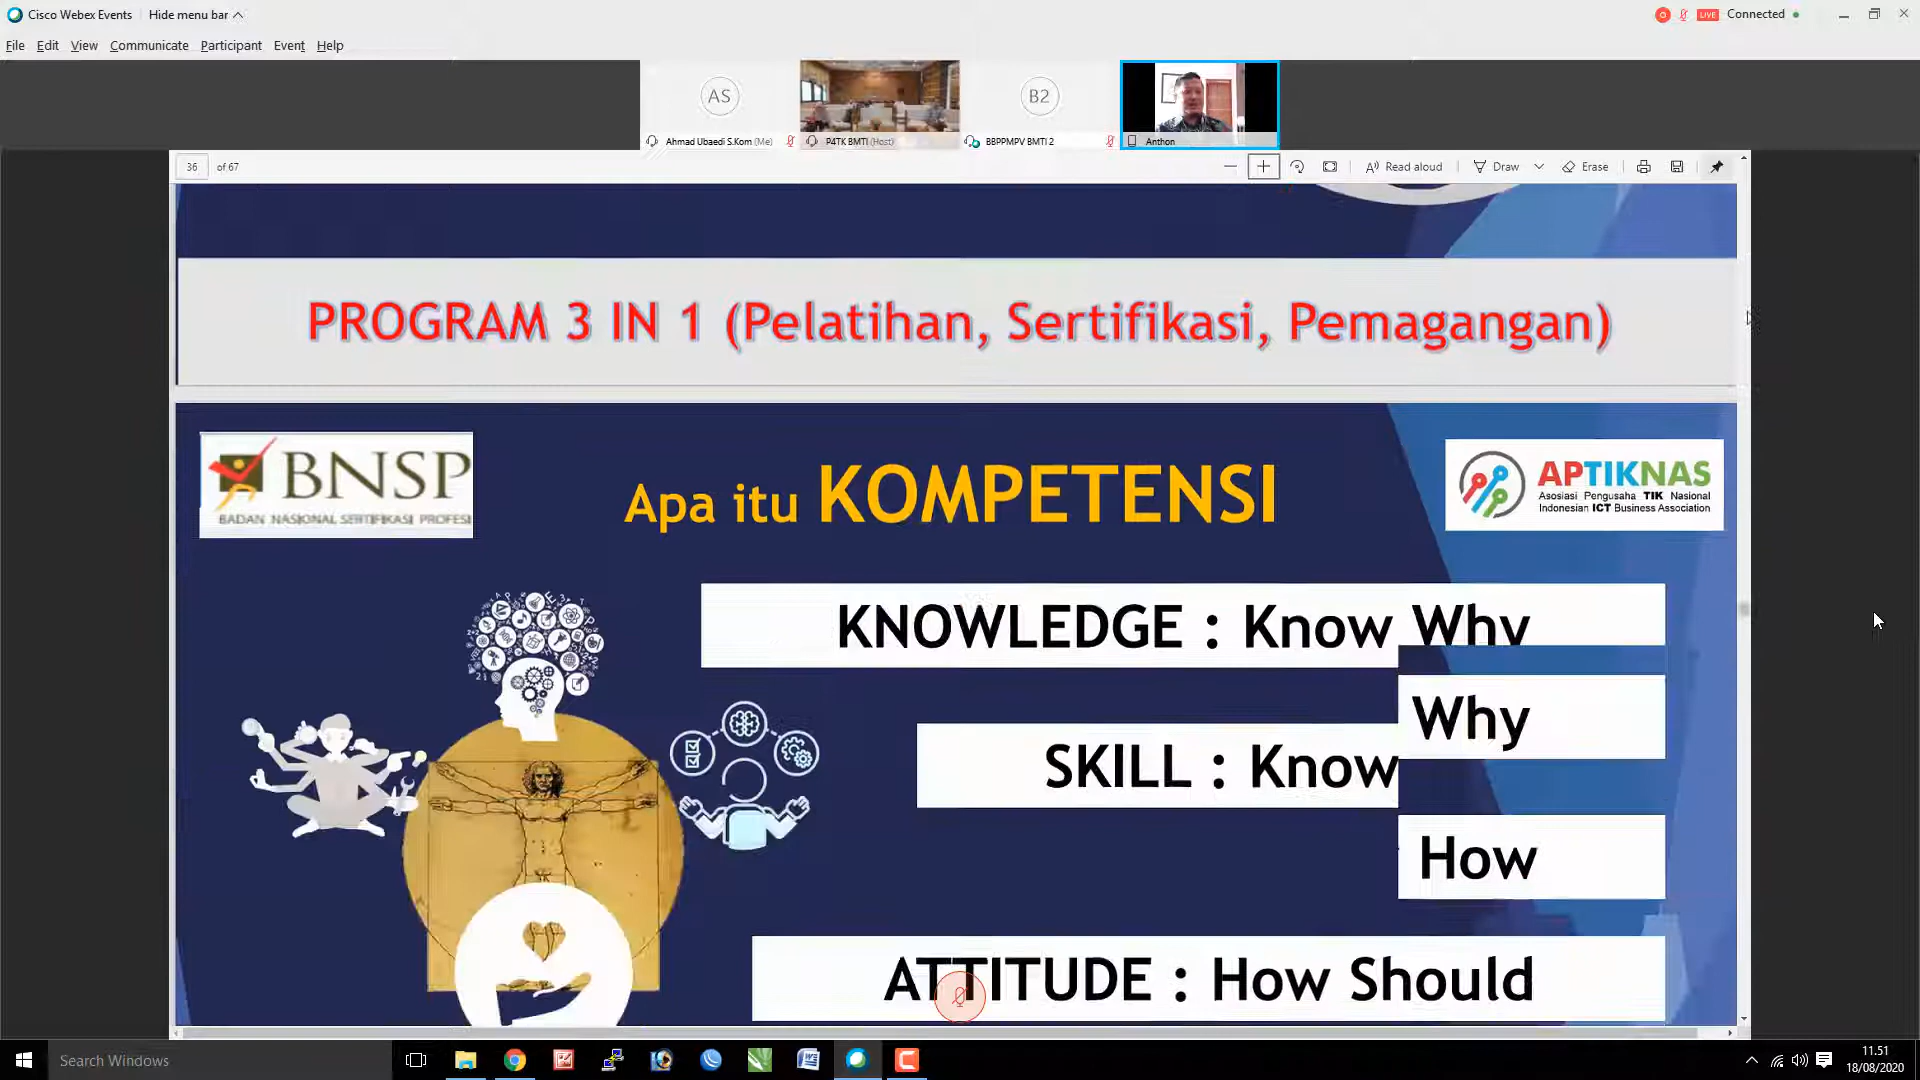 Cisco Webex Events
Hide menu bar
LIVE
Connected
File Edit View Communicate Participant Event Help
AS
B2
Ahmad Ubaedi S.Kom (Me)
P4TK BMTI (Host)
BBPPMPV BMTI 2
Anthon
36 of 67
Read aloud
Draw
Erase
PROGRAM 3 IN 1 (Pelatihan, Sertifikasi, Pemagangan)
BNSP
BADAN NASIONAL SERTIFIKASI PROFESI
Apa itu KOMPETENSI
APTIKNAS
Asosiasi Pengusaha TIK Nasional
Indonesian ICT Business Association
KNOWLEDGE : Know Why
Why
SKILL : Know
How
ATTITUDE : How Should
Search Windows
11.51
18/08/2020